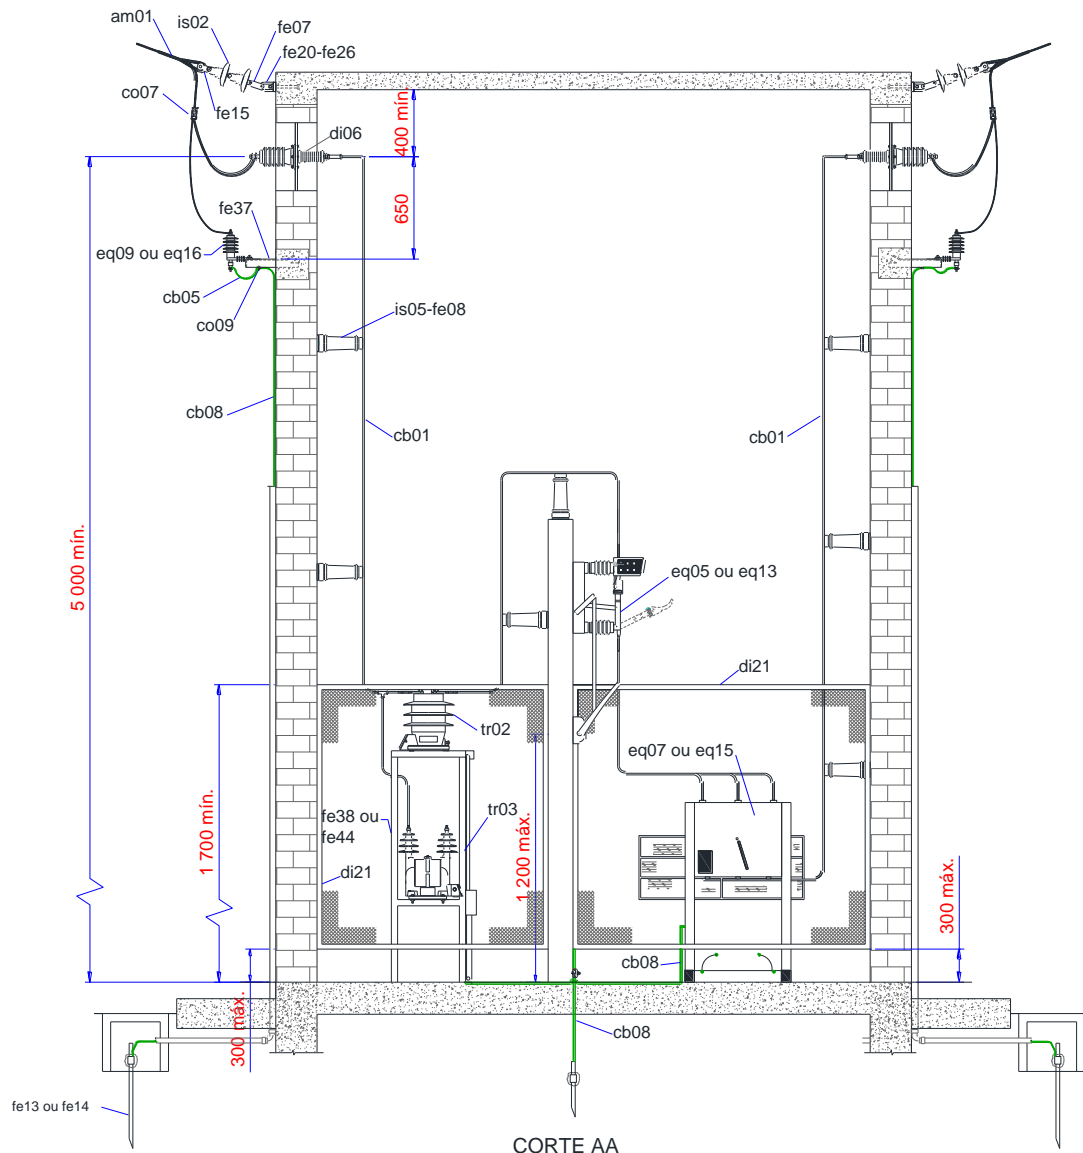 am01
is02
fe07
fe20-fe26
co07
fe15
di06
400 mín.
650
fe37
eq09 ou eq16
cb05
co09
is05-fe08
cb08
cb01
cb01
5 000 mín.
eq05 ou eq13
di21
tr02
eq07 ou eq15
1 700 mín.
fe38 ou
fe44
tr03
1 200 máx.
di21
300 máx.
cb08
300 máx.
cb08
fe13 ou fe14
CORTE AA